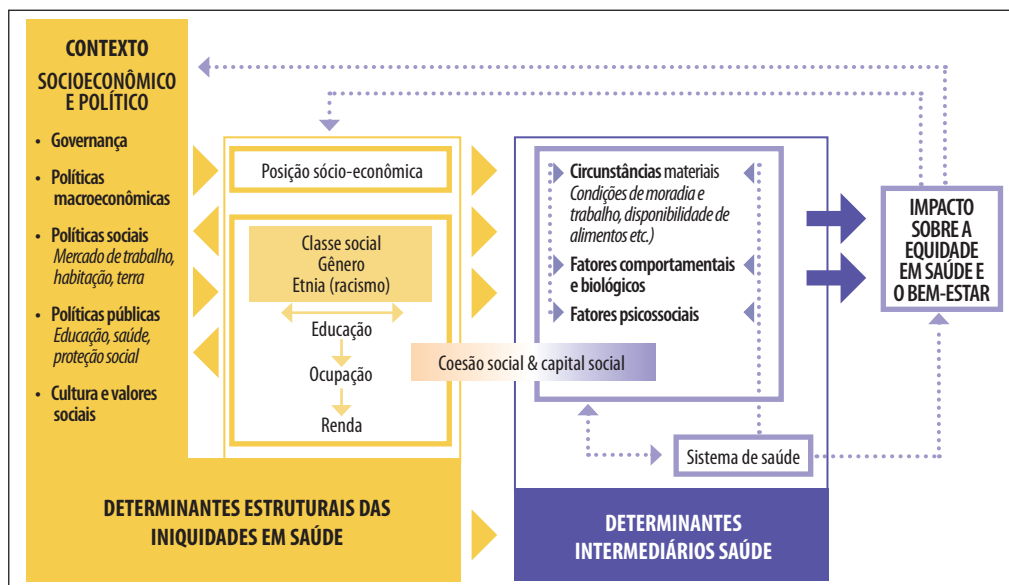 CONTEXTO
SOCIOECONÔMICO
E POLÍTICO
• Governança
• Políticas
macroeconômicas
• Políticas sociais
Mercado de trabalho,
habitação, terra
• Políticas públicas
Educação, saúde,
proteção social
• Cultura e valores
sociais
Posição sócio-econômica
Classe social
Gênero
Etnia (racismo)
Educação
Ocupação
Renda
Coesão social & capital social
Circunstâncias materiais
Condições de moradia e
trabalho, disponibilidade de
alimentos etc.)
Fatores comportamentais
e biológicos
Fatores psicossociais
Sistema de saúde
IMPACTO
SOBRE A
EQUIDADE
EM SAÚDE E
O BEM-ESTAR
DETERMINANTES ESTRUTURAIS DAS
INIQUIDADES EM SAÚDE
DETERMINANTES
INTERMEDIÁRIOS SAÚDE